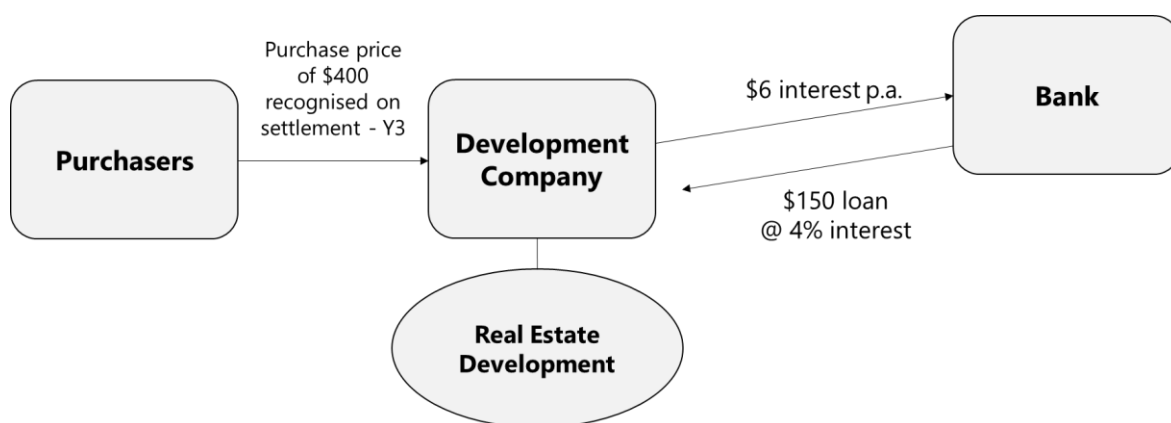 Purchasers
Purchase price
of $400
recognised on
settlement - Y3
Development
Company
$6 interest p.a.
$150 loan
@ 4% interest
Bank
Real Estate
Development